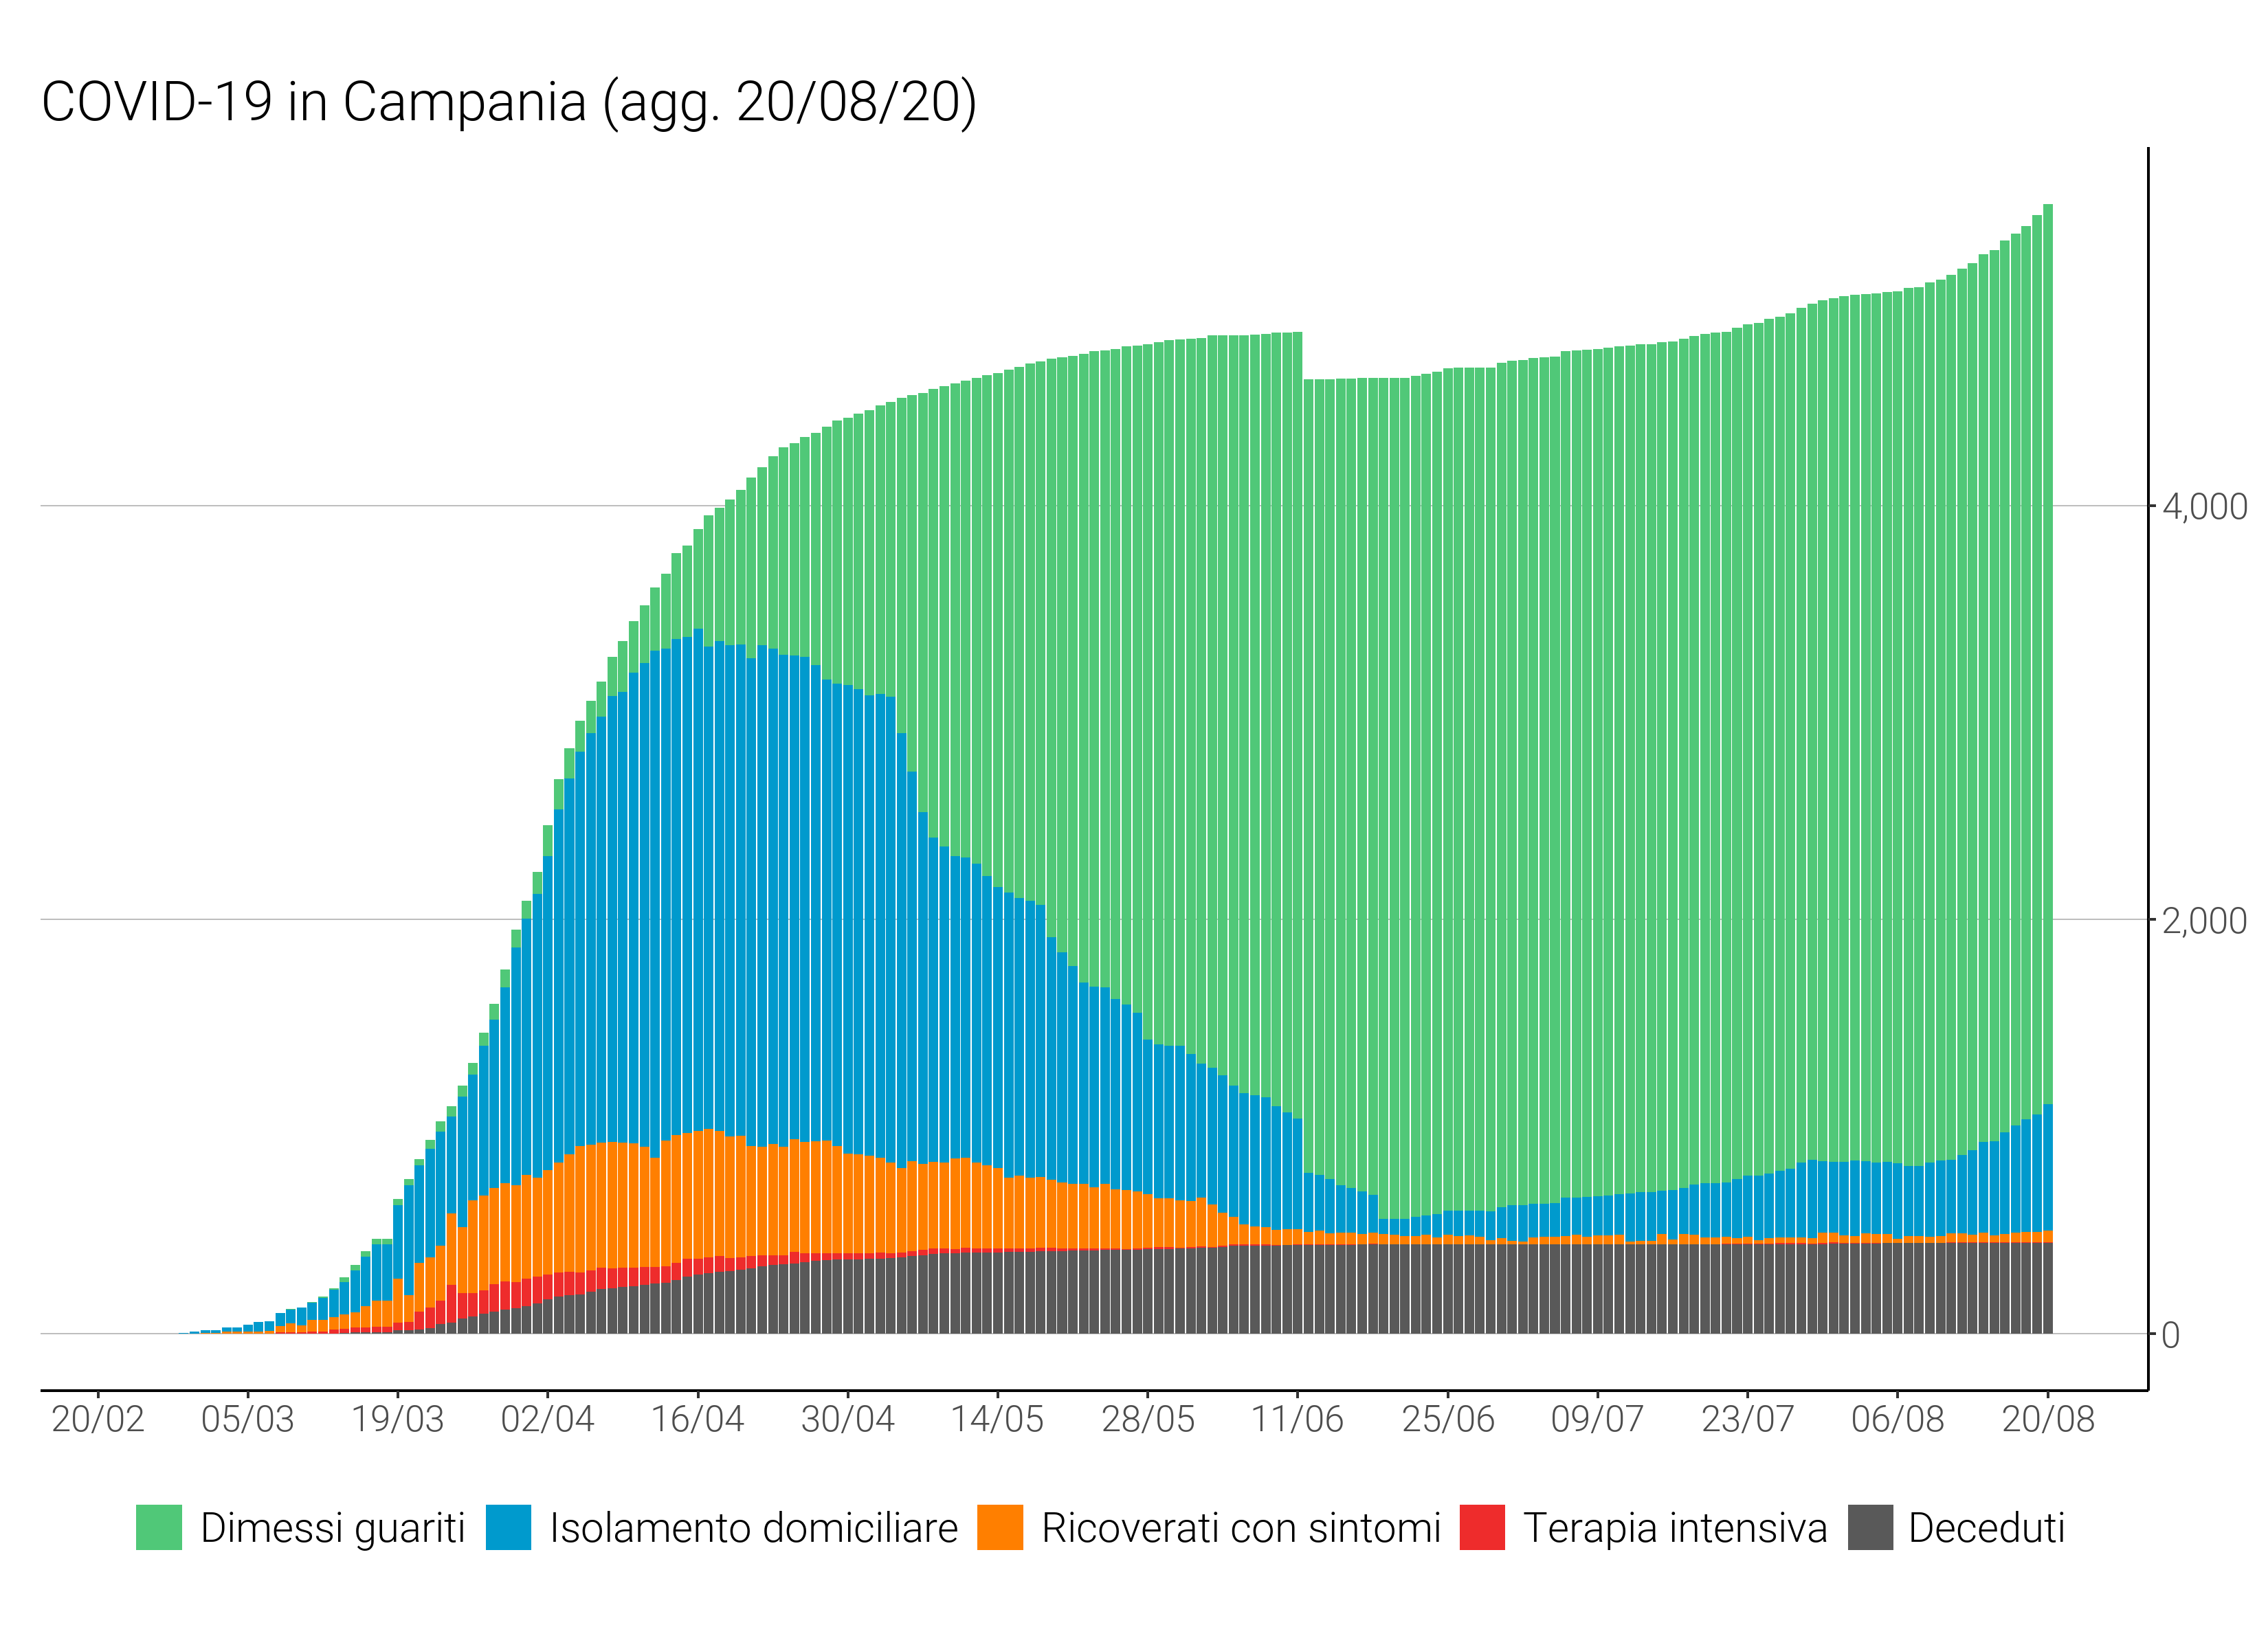 COVID-19 in Campania (agg. 20/08/20)
4,000
2,000
0
20/02 05/03 19/03 02/04 16/04 30/04 14/05 28/05 11/06 25/06 09/07 23/07 06/08 20/08
Dimessi guariti Isolamento domiciliare Ricoverati con sintomi Terapia intensiva Deceduti